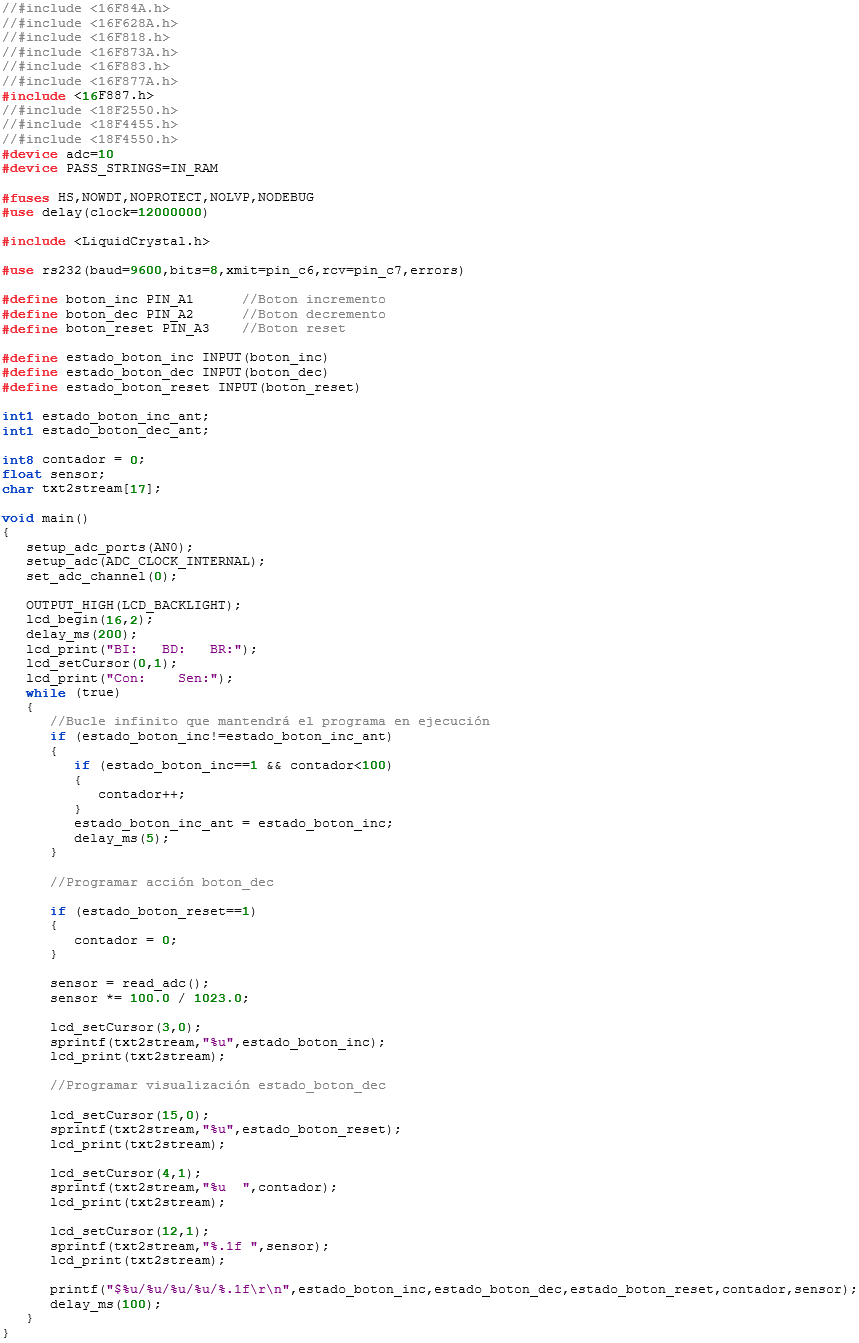 //#include <16F84A.h>
//#include <16F628A.h>
//#include <16F818.h>
//#include <16F873A.h>
//#include <16F883.h>
//#include <16F877A.h>
#include <16F887.h>
//#include <18F2550.h>
//#include <18F4455.h>
//#include <18F4550.h>
#device adc=10
#device PASS_STRINGS=IN_RAM

#fuses HS,NOWDT,NOPROTECT,NOLVP,NODEBUG
#use delay(clock=12000000)

#include <LiquidCrystal.h>

#use rs232(baud=9600,bits=8,xmit=pin_c6,rcv=pin_c7,errors)

#define boton_inc PIN_A1      //Boton incremento
#define boton_dec PIN_A2      //Boton decremento
#define boton_reset PIN_A3    //Boton reset

#define estado_boton_inc INPUT(boton_inc)
#define estado_boton_dec INPUT(boton_dec)
#define estado_boton_reset INPUT(boton_reset)

int1 estado_boton_inc_ant;
int1 estado_boton_dec_ant;

int8 contador = 0;
float sensor;
char txt2stream[17];

void main()
{
   setup_adc_ports(AN0);
   setup_adc(ADC_CLOCK_INTERNAL);
   set_adc_channel(0);

   OUTPUT_HIGH(LCD_BACKLIGHT);
   lcd_begin(16,2);
   delay_ms(200);
   lcd_print("BI:   BD:   BR:");
   lcd_setCursor(0,1);
   lcd_print("Con:    Sen:");
   while (true)
   {
      //Bucle infinito que mantendrá el programa en ejecución
      if (estado_boton_inc!=estado_boton_inc_ant)
      {
         if (estado_boton_inc==1 && contador<100)
         {
            contador++;
         }
         estado_boton_inc_ant = estado_boton_inc;
         delay_ms(5);
      }

      //Programar acción boton_dec

      if (estado_boton_reset==1)
      {
         contador = 0;
      }

      sensor = read_adc();
      sensor *= 100.0 / 1023.0;

      lcd_setCursor(3,0);
      sprintf(txt2stream,"%u",estado_boton_inc);
      lcd_print(txt2stream);

      //Programar visualización estado_boton_dec

      lcd_setCursor(15,0);
      sprintf(txt2stream,"%u",estado_boton_reset);
      lcd_print(txt2stream);

      lcd_setCursor(4,1);
      sprintf(txt2stream,"%u  ",contador);
      lcd_print(txt2stream);

      lcd_setCursor(12,1);
      sprintf(txt2stream,"%.1f ",sensor);
      lcd_print(txt2stream);

      printf("$%u/%u/%u/%u/%.1f\r\n",estado_boton_inc,estado_boton_dec,estado_boton_reset,contador,sensor);
      delay_ms(100);
   }
}